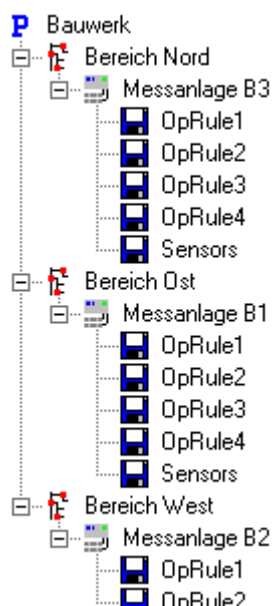 P Bauwerk
Bereich Nord
Messanlage B3
OpRule1
OpRule2
OpRule3
OpRule4
Sensors
Bereich Ost
Messanlage B1
OpRule1
OpRule2
OpRule3
OpRule4
Sensors
Bereich West
Messanlage B2
OpRule1
OpRule2